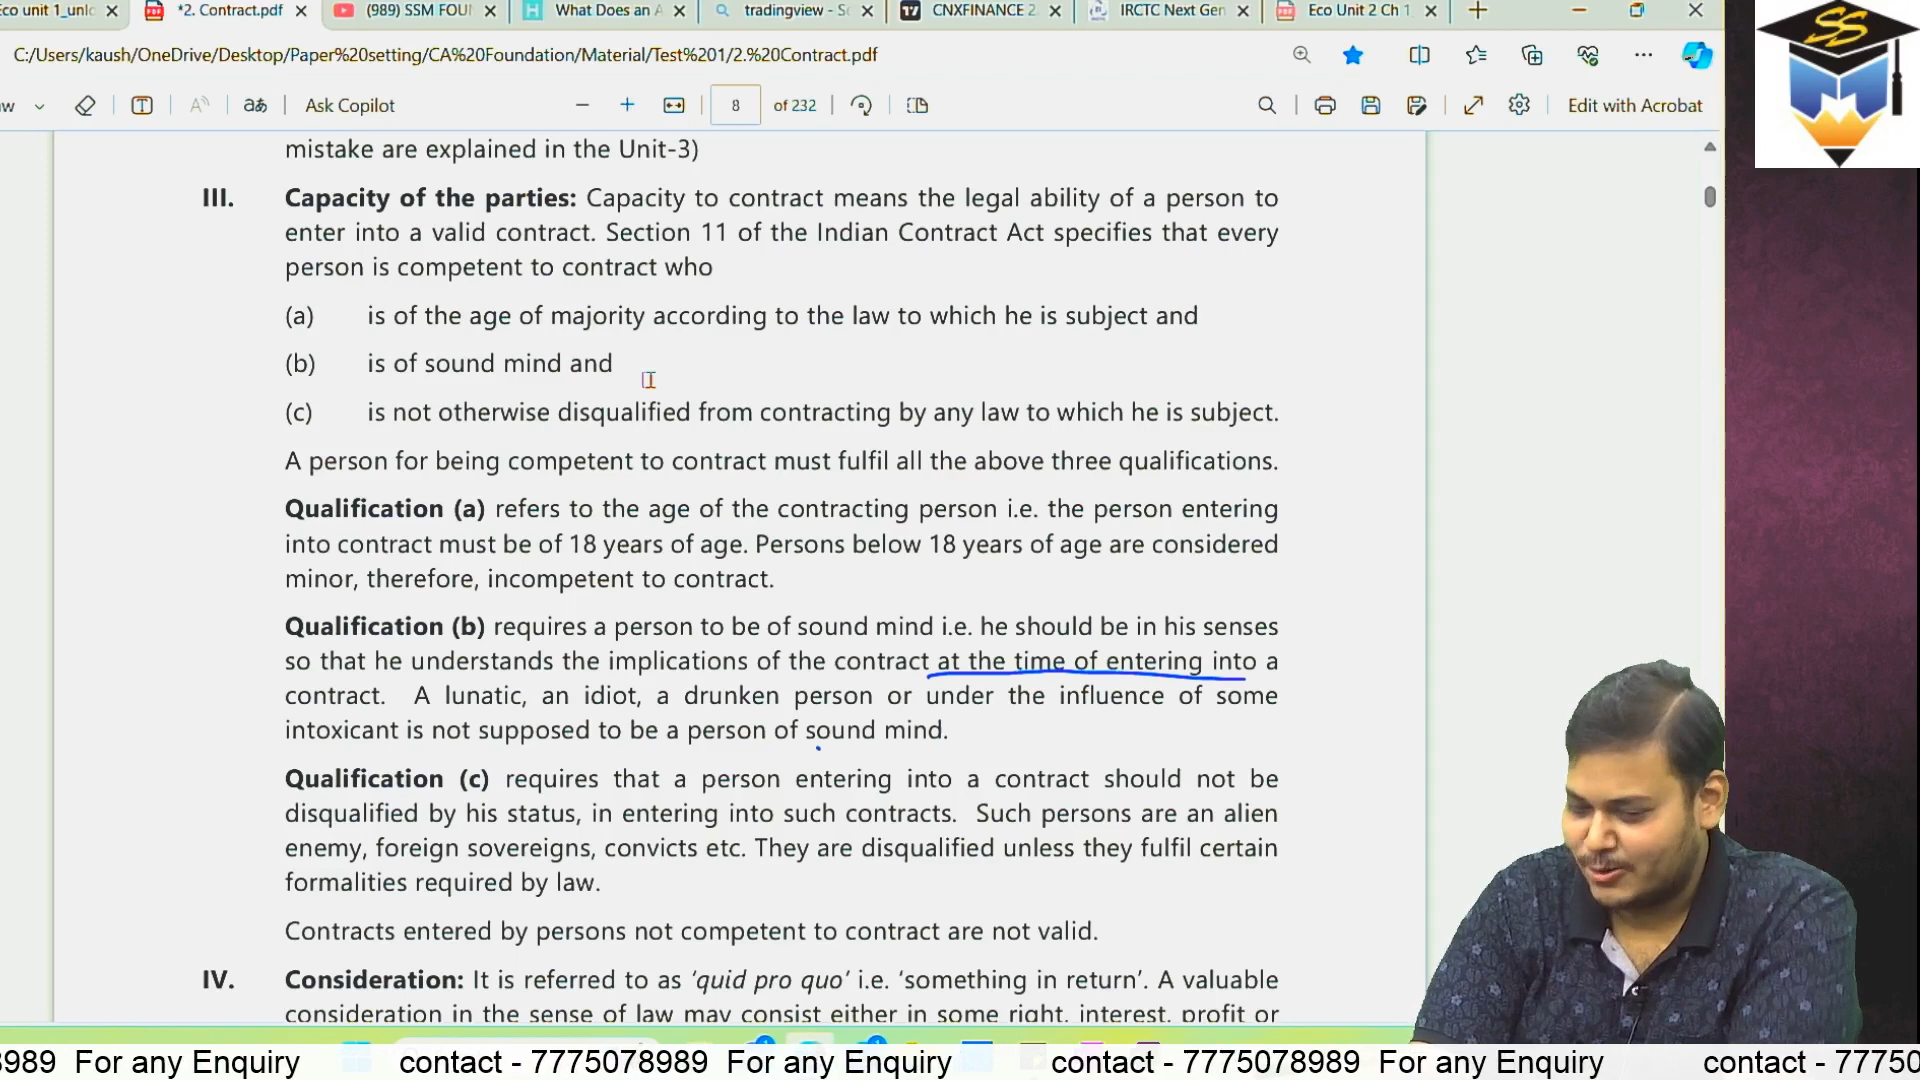 Eco unit 1_unlo
*2. Contract.pdf
(989) SSM FOUN
What Does an A
tradingview - Se
CNXFINANCE 2
IRCTC Next Gen
Eco Unit 2 Ch 1
C:/Users/kaush/OneDrive/Desktop/Paper%20setting/CA%20Foundation/Material/Test%201/2.%20Contract.pdf
aあ Ask Copilot 8 of 232 Edit with Acrobat
SS
mistake are explained in the Unit-3)
III. Capacity of the parties: Capacity to contract means the legal ability of a person to
enter into a valid contract. Section 11 of the Indian Contract Act specifies that every
person is competent to contract who
(a) is of the age of majority according to the law to which he is subject and
(b) is of sound mind and
(c) is not otherwise disqualified from contracting by any law to which he is subject.
A person for being competent to contract must fulfil all the above three qualifications.
Qualification (a) refers to the age of the contracting person i.e. the person entering
into contract must be of 18 years of age. Persons below 18 years of age are considered
minor, therefore, incompetent to contract.
Qualification (b) requires a person to be of sound mind i.e. he should be in his senses
so that he understands the implications of the contract at the time of entering into a
contract. A lunatic, an idiot, a drunken person or under the influence of some
intoxicant is not supposed to be a person of sound mind.
Qualification (c) requires that a person entering into a contract should not be
disqualified by his status, in entering into such contracts. Such persons are an alien
enemy, foreign sovereigns, convicts etc. They are disqualified unless they fulfil certain
formalities required by law.
Contracts entered by persons not competent to contract are not valid.
IV. Consideration: It is referred to as ‘quid pro quo’ i.e. ‘something in return’. A valuable
consideration in the sense of law may consist either in some right, interest, profit or
8989 For any Enquiry contact - 7775078989 For any Enquiry contact - 7775078989 For any Enquiry contact - 77750